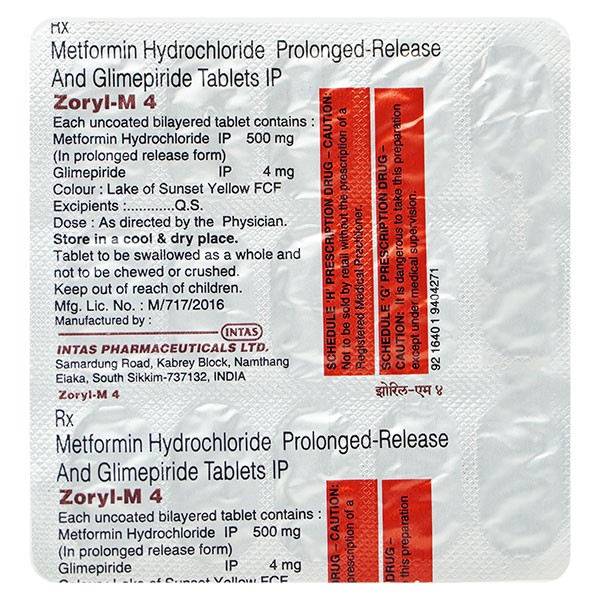 Rx
Metformin Hydrochloride Prolonged-Release
And Glimepiride Tablets IP
Zoryl-M 4
Each uncoated bilayered tablet contains :
Metformin Hydrochloride IP 500 mg
(In prolonged release form)
Glimepiride IP 4 mg
Colour : Lake of Sunset Yellow FCF
Excipients :...........Q.S.
Dose : As directed by the Physician.
Store in a cool & dry place.
Tablet to be swallowed as a whole and
not to be chewed or crushed.
Keep out of reach of children.
Mfg. Lic. No. : M/717/2016
Manufactured by :
INTAS
INTAS PHARMACEUTICALS LTD.
Samardung Road, Kabrey Block, Namthang
Elaka, South Sikkim-737132, INDIA
Zoryl-M 4
SCHEDULE 'H' PRESCRIPTION DRUG – CAUTION:
Not to be sold by retail without the prescription of a
Registered Medical Practitioner.
SCHEDULE 'G' PRESCRIPTION DRUG –
CAUTION: It is dangerous to take this preparation
except under medical supervision.
92 1640 1 9404271
झोरिल-एम ४
Rx
Metformin Hydrochloride Prolonged-Release
And Glimepiride Tablets IP
Zoryl-M 4
Each uncoated bilayered tablet contains :
Metformin Hydrochloride IP 500 mg
(In prolonged release form)
Glimepiride IP 4 mg
Colour : Lake of Sunset Yellow FCF
DRUG – CAUTION:
prescription of a
DRUG –
this preparation